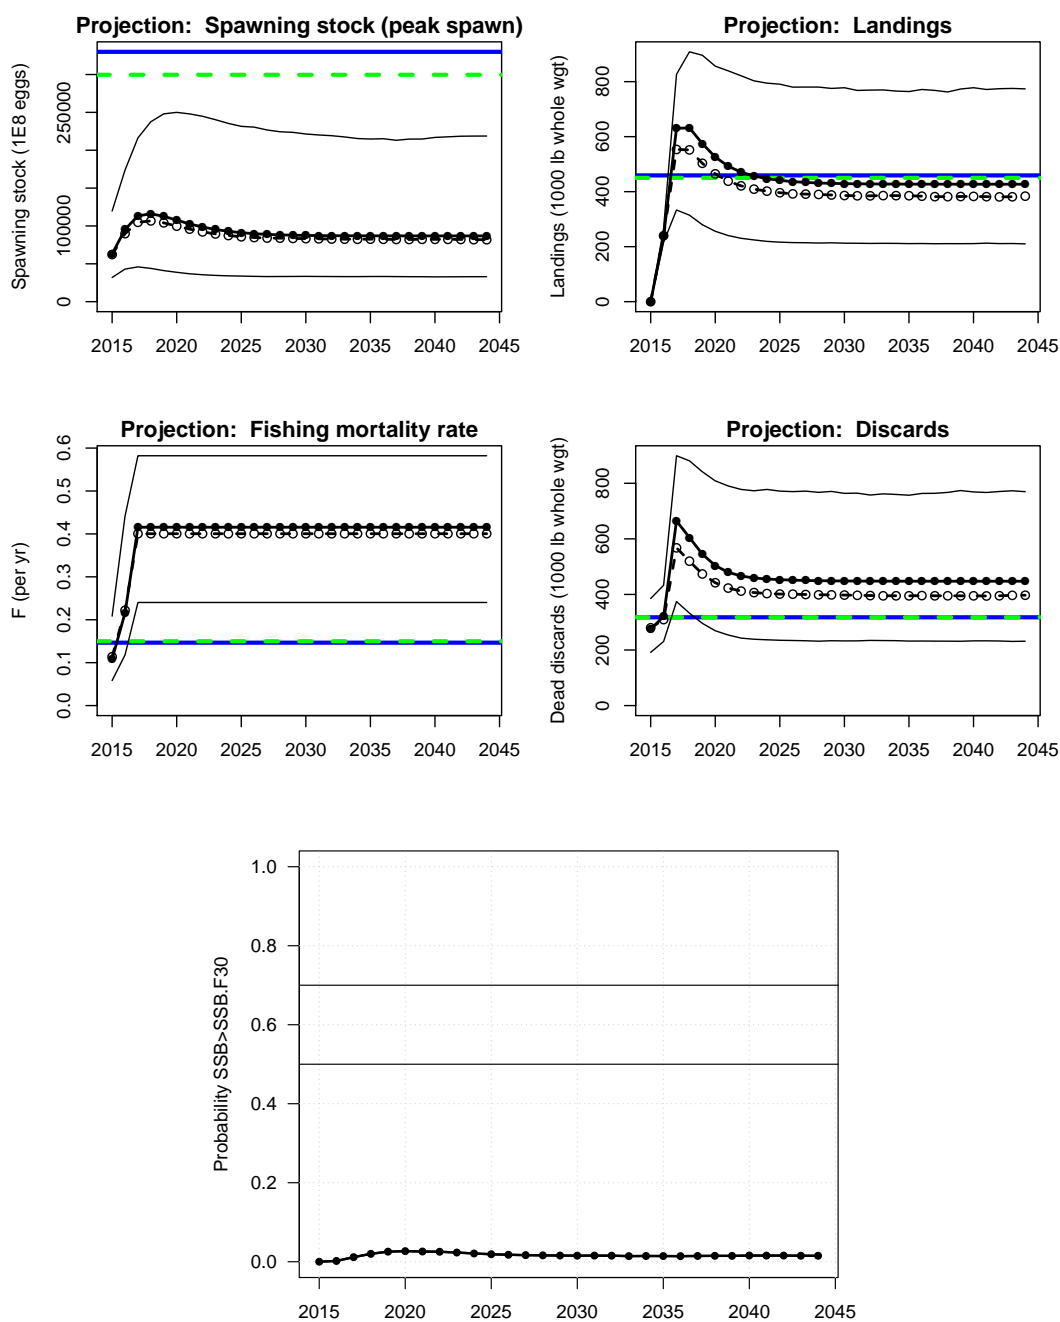 Projection: Spawning stock (peak spawn)
Spawning stock (1E8 eggs)
250000
100000
0
2015 2020 2025 2030 2035 2040 2045
Projection: Landings
Landings (1000 lb whole wgt)
800
600
400
200
0
2015 2020 2025 2030 2035 2040 2045
Projection: Fishing mortality rate
F (per yr)
0.6
0.5
0.4
0.3
0.2
0.1
0.0
2015 2020 2025 2030 2035 2040 2045
Projection: Discards
Dead discards (1000 lb whole wgt)
800
600
400
200
0
2015 2020 2025 2030 2035 2040 2045
Probability SSB>SSB.F30
1.0
0.8
0.6
0.4
0.2
0.0
2015 2020 2025 2030 2035 2040 2045